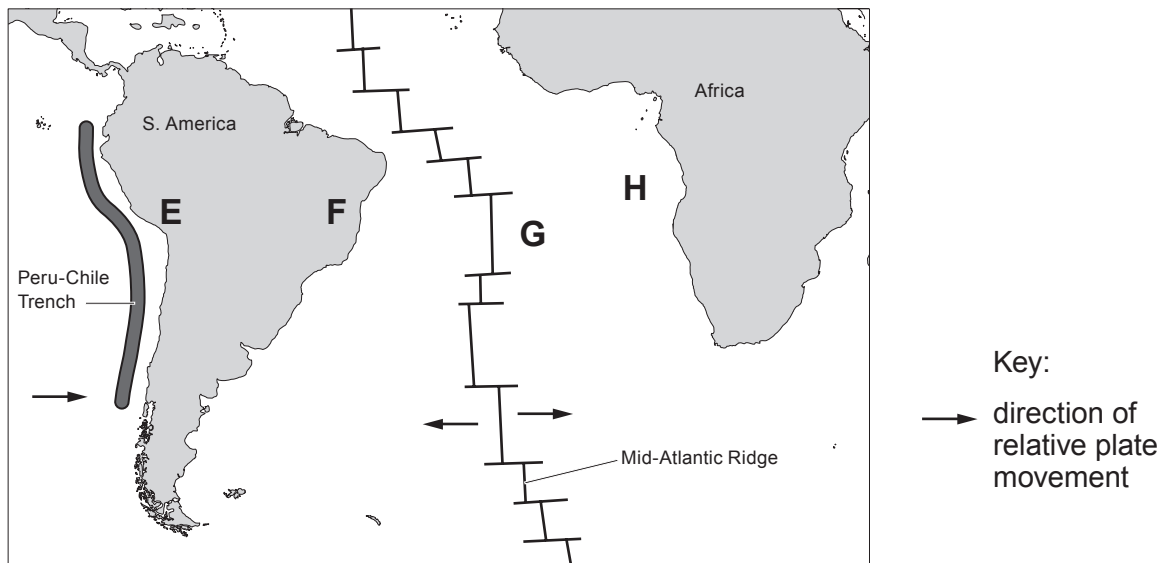 Africa
S. America
E
F
H
G
Peru-Chile
Trench
Mid-Atlantic Ridge
Key:
direction of
relative plate
movement